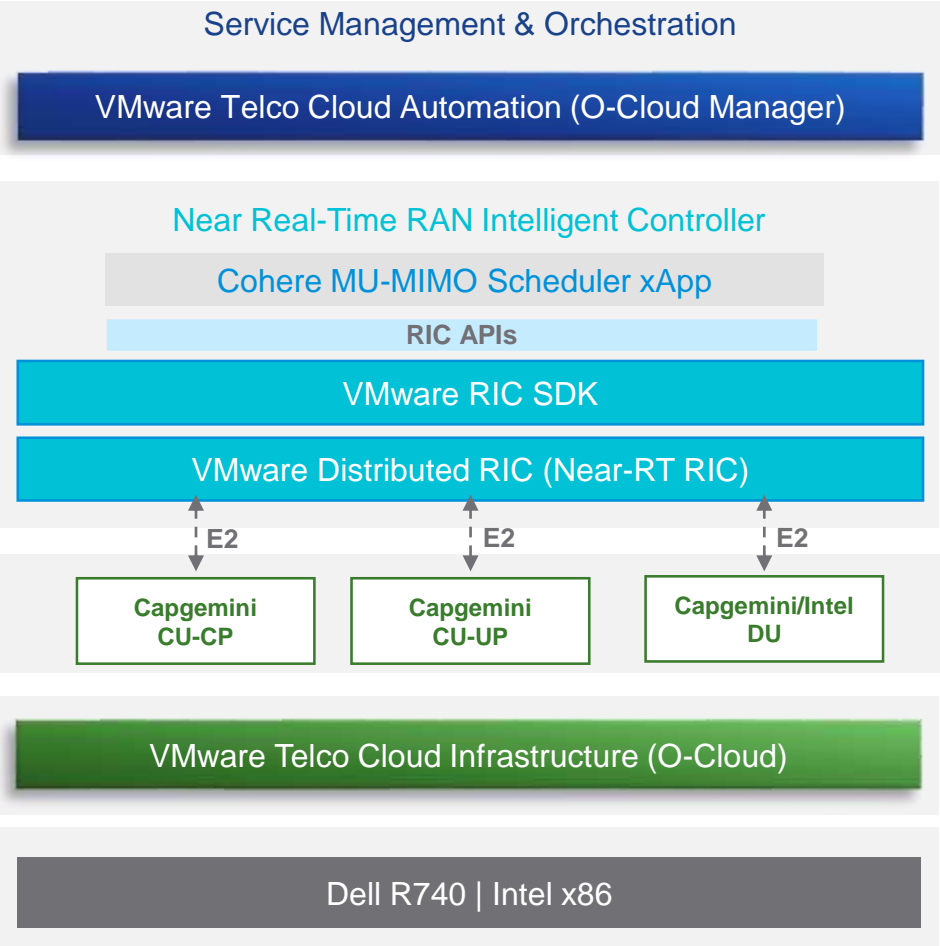 Service Management & Orchestration
VMware Telco Cloud Automation (O-Cloud Manager)
Near Real-Time RAN Intelligent Controller
Cohere MU-MIMO Scheduler xApp
RIC APIs
VMware RIC SDK
VMware Distributed RIC (Near-RT RIC)
E2 E2 E2
Capgemini
CU-CP
Capgemini
CU-UP
Capgemini/Intel
DU
VMware Telco Cloud Infrastructure (O-Cloud)
Dell R740 | Intel x86